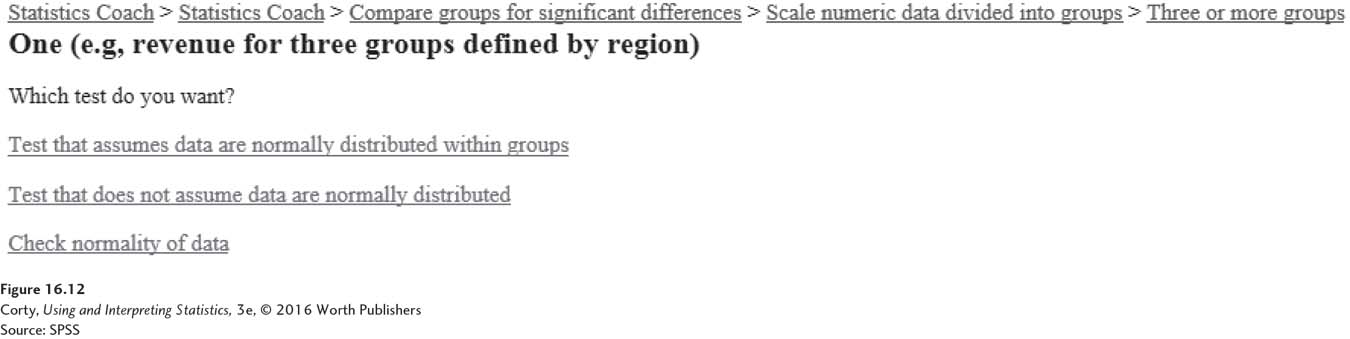 Statistics Coach > Statistics Coach > Compare groups for significant differences > Scale numeric data divided into groups > Three or more groups
One (e.g, revenue for three groups defined by region)
Which test do you want?
Test that assumes data are normally distributed within groups
Test that does not assume data are normally distributed
Check normality of data
Figure 16.12
Corty, Using and Interpreting Statistics, 3e, © 2016 Worth Publishers
Source: SPSS